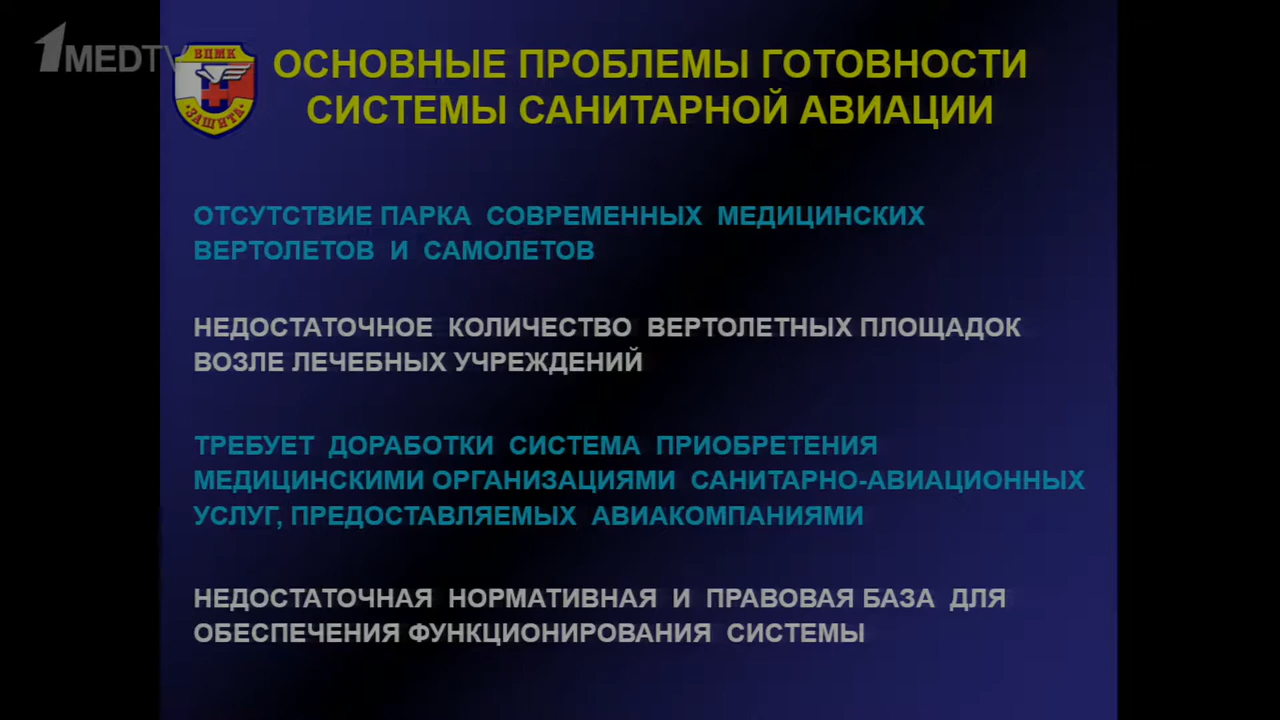 1MEDTV
ВЦМК
ЗАЩИТА
ОСНОВНЫЕ ПРОБЛЕМЫ ГОТОВНОСТИ
СИСТЕМЫ САНИТАРНОЙ АВИАЦИИ
ОТСУТСТВИЕ ПАРКА СОВРЕМЕННЫХ МЕДИЦИНСКИХ
ВЕРТОЛЕТОВ И САМОЛЕТОВ
НЕДОСТАТОЧНОЕ КОЛИЧЕСТВО ВЕРТОЛЕТНЫХ ПЛОЩАДОК
ВОЗЛЕ ЛЕЧЕБНЫХ УЧРЕЖДЕНИЙ
ТРЕБУЕТ ДОРАБОТКИ СИСТЕМА ПРИОБРЕТЕНИЯ
МЕДИЦИНСКИМИ ОРГАНИЗАЦИЯМИ САНИТАРНО-АВИАЦИОННЫХ
УСЛУГ, ПРЕДОСТАВЛЯЕМЫХ АВИАКОМПАНИЯМИ
НЕДОСТАТОЧНАЯ НОРМАТИВНАЯ И ПРАВОВАЯ БАЗА ДЛЯ
ОБЕСПЕЧЕНИЯ ФУНКЦИОНИРОВАНИЯ СИСТЕМЫ